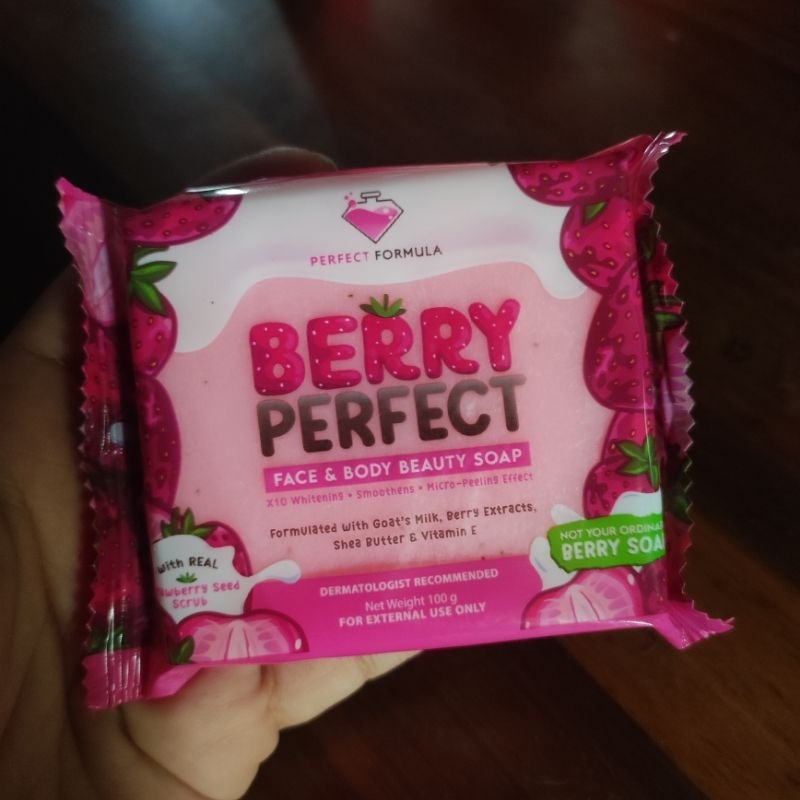 PERFECT FORMULA
BERRY
PERFECT
FACE & BODY BEAUTY SOAP
X10 Whitening • Smoothens • Micro-Peeling Effect
Formulated with Goat's Milk, Berry Extracts,
Shea Butter & Vitamin E
with REAL
Seed
Scrub
NOT YOUR
BERRY
DERMATOLOGIST RECOMMENDED
Net Weight 100 g
FOR EXTERNAL USE ONLY